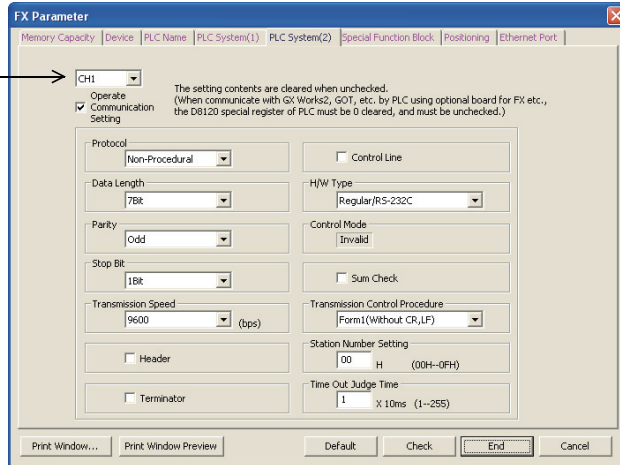 FX Parameter
Memory Capacity | Device | PLC Name | PLC System(1) | PLC System(2) | Special Function Block | Positioning | Ethernet Port
CH1
Operate
Communication
Setting
The setting contents are cleared when unchecked.
(When communicate with GX Works2, GOT, etc. by PLC using optional board for FX etc.,
the D8120 special register of PLC must be 0 cleared, and must be unchecked.)
Protocol
Non-Procedural
Control Line
Data Length
7Bit
H/W Type
Regular/RS-232C
Parity
Odd
Control Mode
Invalid
Stop Bit
1Bit
Sum Check
Transmission Speed
9600 (bps)
Transmission Control Procedure
Form1(Without CR,LF)
Header
Station Number Setting
00 H (00H--0FH)
Terminator
Time Out Judge Time
1 X 10ms (1--255)
Print Window... Print Window Preview Default Check End Cancel